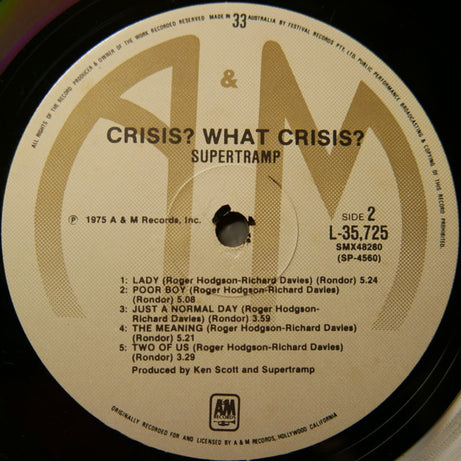 ALL RIGHTS OF THE RECORD PRODUCER & OWNER OF THE WORK RECORDED RESERVED MADE IN 33 AUSTRALIA BY FESTIVAL RECORDS PTY. LTD. PUBLIC PERFORMANCE, BROADCASTING & COPYING OF THIS RECORD PROHIBITED.
A & M
CRISIS? WHAT CRISIS?
SUPERTRAMP
℗ 1975 A & M Records, Inc.
SIDE 2
L-35,725
SMX48260
(SP-4560)
1: LADY (Roger Hodgson-Richard Davies) (Rondor) 5.24
2: POOR BOY (Roger Hodgson-Richard Davies)
(Rondor) 5.08
3: JUST A NORMAL DAY (Roger Hodgson-
Richard Davies) (Rondor) 3.59
4: THE MEANING (Roger Hodgson-Richard Davies)
(Rondor) 5.21
5: TWO OF US (Roger Hodgson-Richard Davies)
(Rondor) 3.29
Produced by Ken Scott and Supertramp
AM
RECORDS
ORIGINALLY RECORDED FOR AND LICENSED BY A & M RECORDS, HOLLYWOOD CALIFORNIA